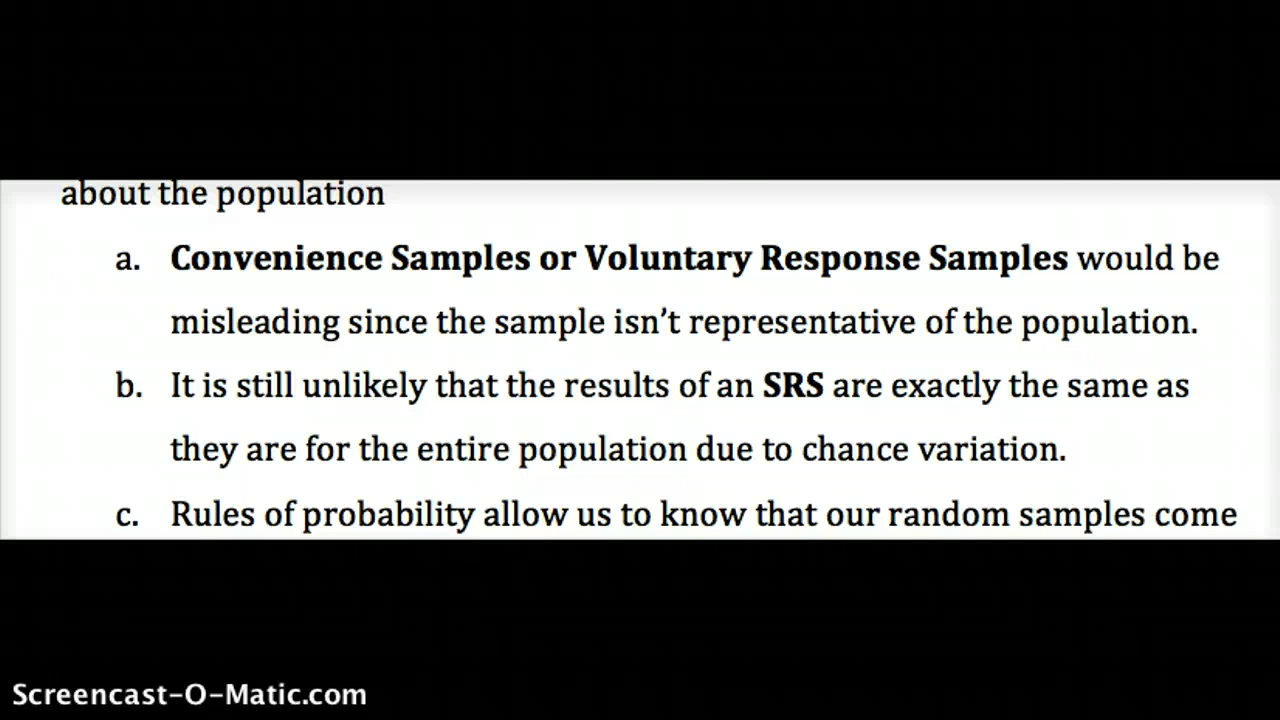 about the population
a. Convenience Samples or Voluntary Response Samples would be
misleading since the sample isn’t representative of the population.
b. It is still unlikely that the results of an SRS are exactly the same as
they are for the entire population due to chance variation.
c. Rules of probability allow us to know that our random samples come
Screencast-O-Matic.com